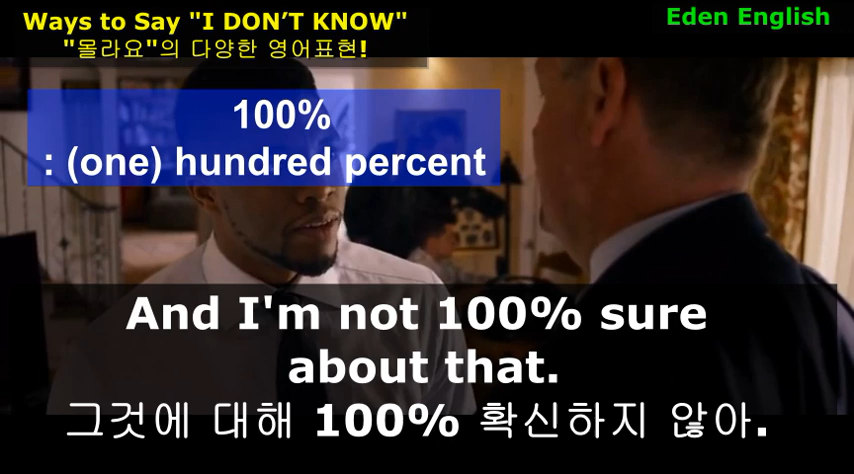 Ways to Say "I DON’T KNOW"
Eden English
"몰라요"의 다양한 영어표현!
100%
: (one) hundred percent
And I'm not 100% sure
about that.
그것에 대해 100% 확신하지 않아.